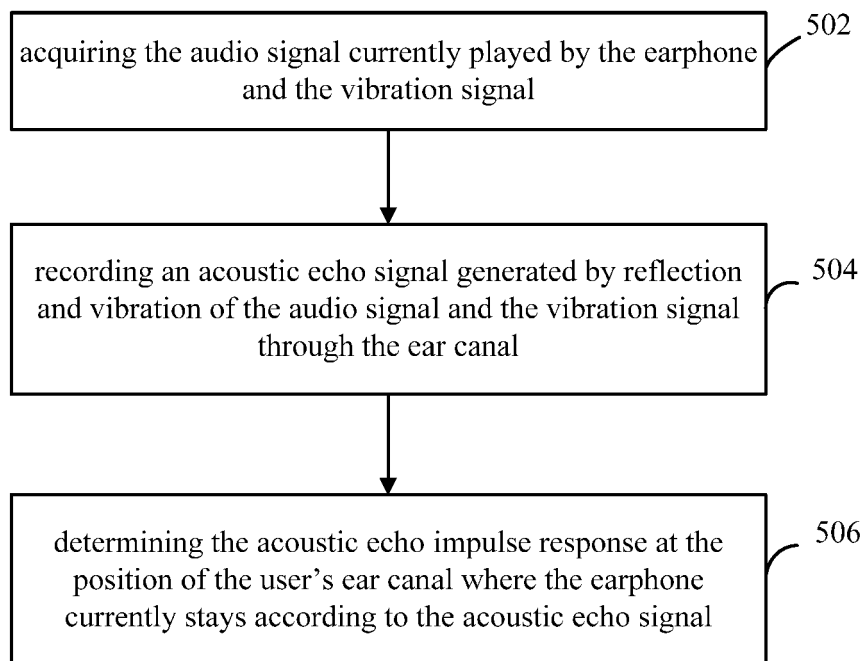 502
acquiring the audio signal currently played by the earphone
and the vibration signal
504
recording an acoustic echo signal generated by reflection
and vibration of the audio signal and the vibration signal
through the ear canal
506
determining the acoustic echo impulse response at the
position of the user's ear canal where the earphone
currently stays according to the acoustic echo signal